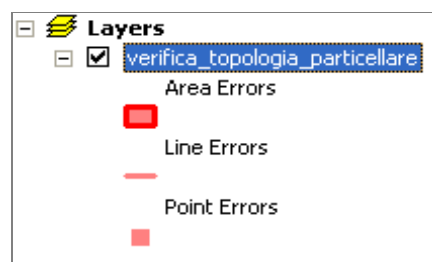 Layers
verifica_topologia_particellare
Area Errors
Line Errors
Point Errors